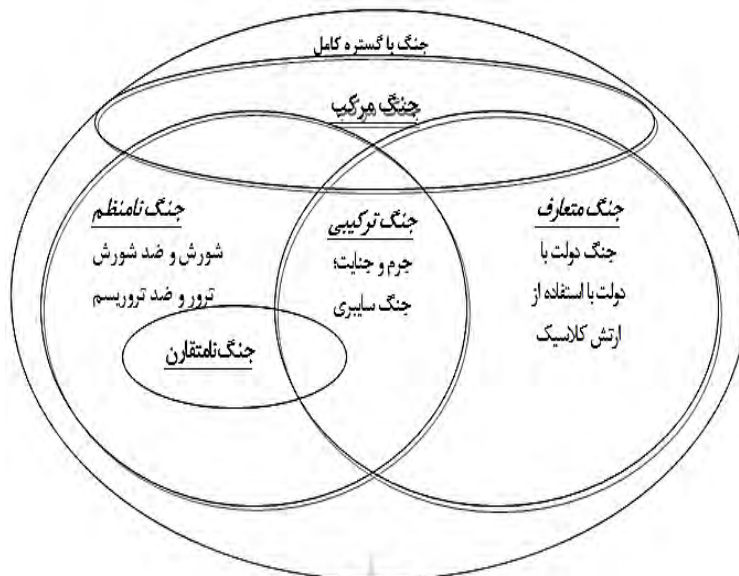 جنگ با گستره کامل
جنگ مرکب
جنگ متعارف
جنگ دولت با
دولت با استفاده از
ارتش کلاسیک
جنگ ترکیبی
جرم و جنایت؛
جنگ سایبری
جنگ نامنظم
شورش و ضد شورش
ترور و ضد تروریسم
جنگ نامتقارن